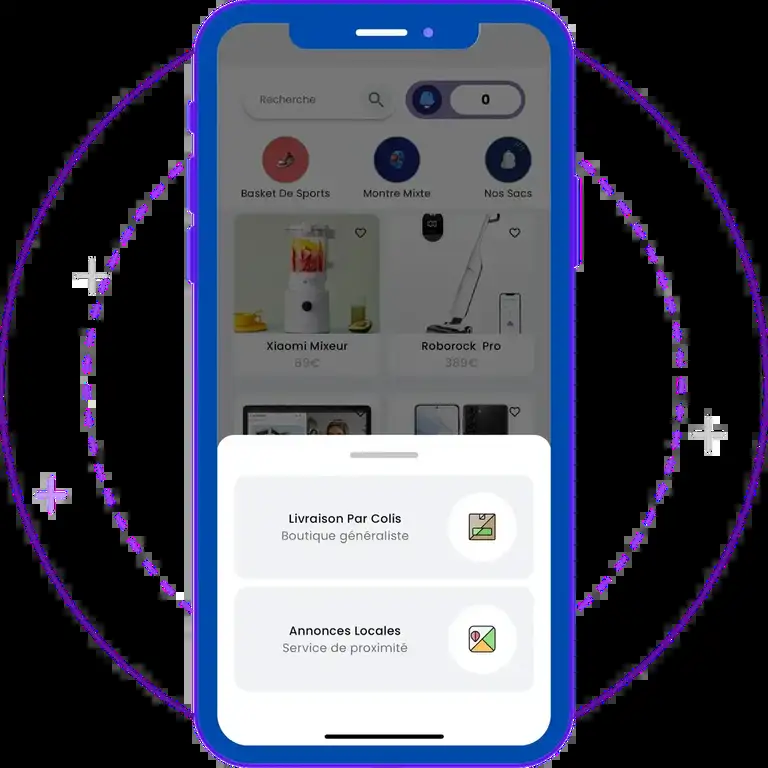 Recherche
0
Basket De Sports
Montre Mixte
Nos Sacs
Xiaomi Mixeur
89€
Roborock Pro
389€
Livraison Par Colis
Boutique généraliste
Annonces Locales
Service de proximité